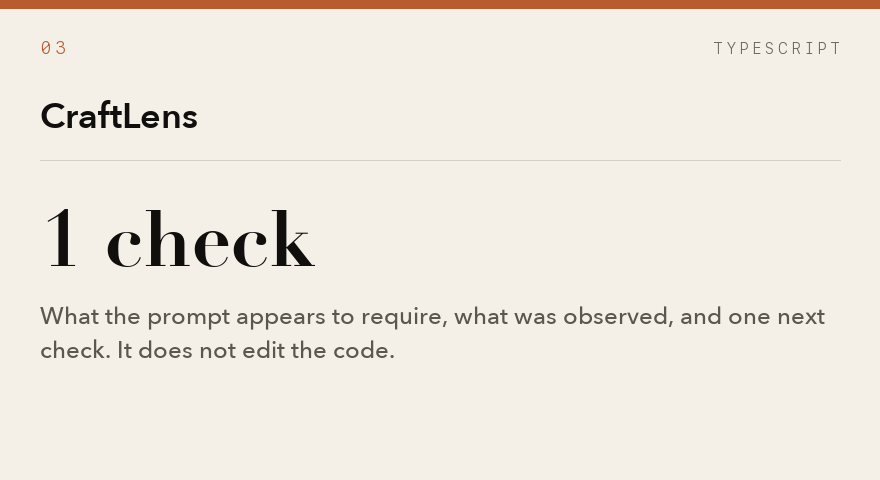 03
TYPESCRIPT
CraftLens
1 check
What the prompt appears to require, what was observed, and one next
check. It does not edit the code.